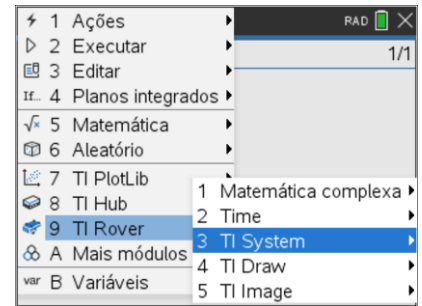 1 Ações
2 Executar
3 Editar
If... 4 Planos integrados
5 Matemática
6 Aleatório
7 TI PlotLib
8 TI Hub
9 TI Rover
A Mais módulos
var B Variáveis
RAD
1/1
1 Matemática complexa
2 Time
3 TI System
4 TI Draw
5 TI Image